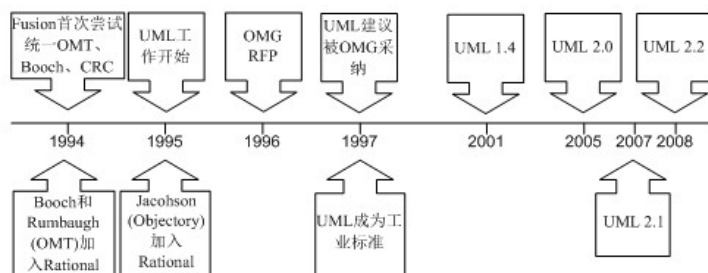 Fusion首次尝试
统一OMT、
Booch、CRC
UML工
作开始
OMG
RFP
UML建议
被OMG采
纳
UML 1.4
UML 2.0
UML 2.2
1994
1995
1996
1997
2001
2005
2007
2008
Booch和
Rumbaugh
(OMT)加
入Rational
Jacohson
(Objectory)
加入
Rational
UML成为工
业标准
UML 2.1